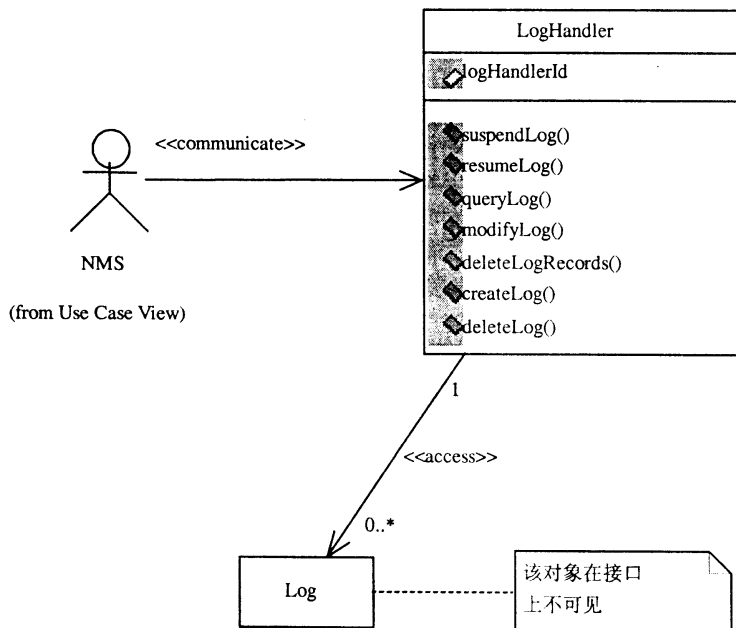 LogHandler
logHandlerId
<<communicate>>
suspendLog()
resumeLog()
queryLog()
modifyLog()
deleteLogRecords()
createLog()
deleteLog()
NMS
(from Use Case View)
1
<<access>>
0..*
Log
该对象在接口
上不可见